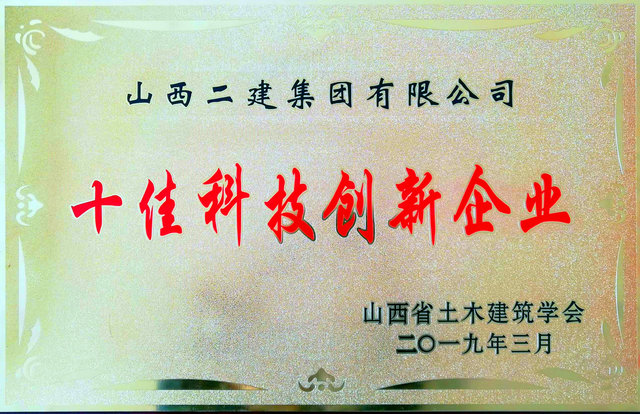 山西二建集团有限公司
十佳科技创新企业
山西省土木建筑学会
二〇一九年三月